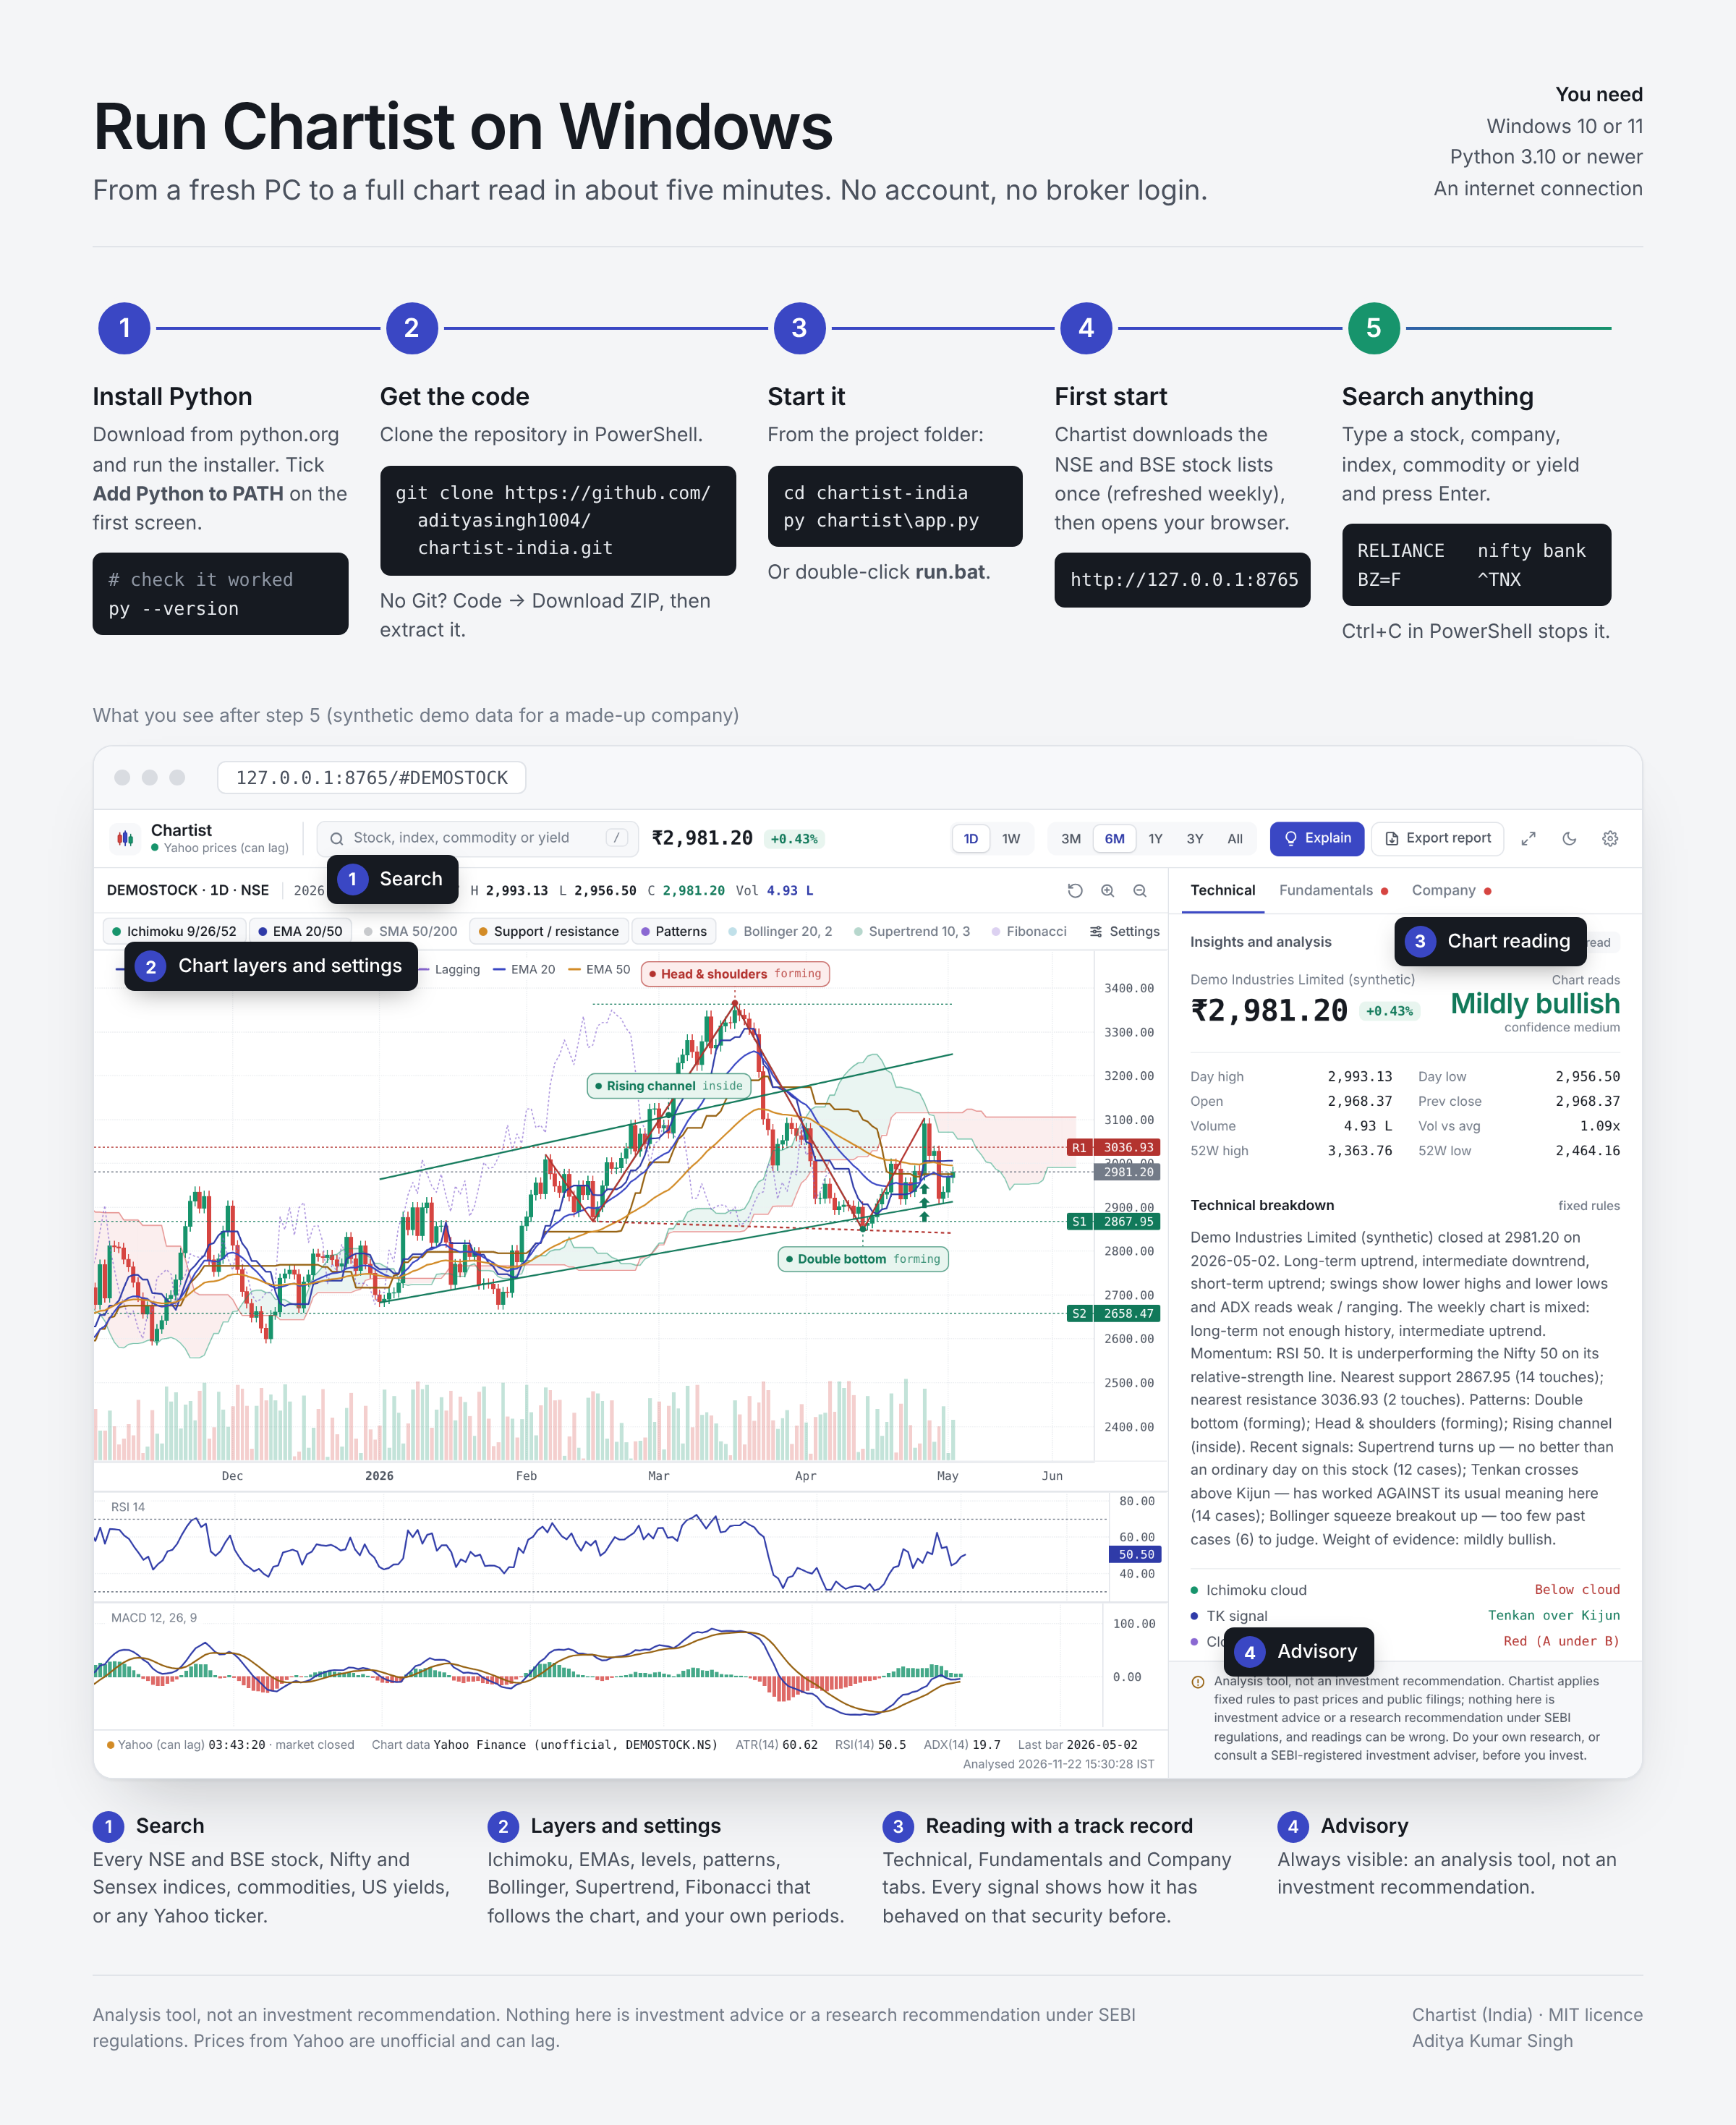 Run Chartist on Windows
From a fresh PC to a full chart read in about five minutes. No account, no broker login.
You need
Windows 10 or 11
Python 3.10 or newer
An internet connection
1
Install Python
Download from python.org
and run the installer. Tick
Add Python to PATH on the
first screen.
# check it worked
py --version
2
Get the code
Clone the repository in PowerShell.
git clone https://github.com/
adityasingh1004/
chartist-india.git
No Git? Code → Download ZIP, then
extract it.
3
Start it
From the project folder:
cd chartist-india
py chartist\app.py
Or double-click run.bat.
4
First start
Chartist downloads the
NSE and BSE stock lists
once (refreshed weekly),
then opens your browser.
http://127.0.0.1:8765
5
Search anything
Type a stock, company,
index, commodity or yield
and press Enter.
RELIANCE nifty bank
BZ=F ^TNX
Ctrl+C in PowerShell stops it.
What you see after step 5 (synthetic demo data for a made-up company)
127.0.0.1:8765/#DEMOSTOCK
Chartist
Yahoo prices (can lag)
Stock, index, commodity or yield /
₹2,981.20 +0.43%
1D 1W 3M 6M 1Y 3Y All Explain Export report
1 Search
DEMOSTOCK · 1D · NSE 2026 H 2,993.13 L 2,956.50 C 2,981.20 Vol 4.93 L
Ichimoku 9/26/52 EMA 20/50 SMA 50/200 Support / resistance Patterns Bollinger 20, 2 Supertrend 10, 3 Fibonacci Settings
2 Chart layers and settings
Lagging EMA 20 EMA 50
Head & shoulders forming
Rising channel inside
Double bottom forming
3400.00
3300.00
3200.00
3100.00
R1 3036.93
2981.20
2900.00
S1 2867.95
2800.00
2700.00
S2 2658.47
2600.00
2500.00
2400.00
Dec 2026 Feb Mar Apr May Jun
RSI 14
80.00
60.00
50.50
40.00
MACD 12, 26, 9
100.00
0.00
Yahoo (can lag) 03:43:20 · market closed Chart data Yahoo Finance (unofficial, DEMOSTOCK.NS) ATR(14) 60.62 RSI(14) 50.5 ADX(14) 19.7 Last bar 2026-05-02
Analysed 2026-11-22 15:30:28 IST
Technical Fundamentals Company
3 Chart reading
Insights and analysis read
Demo Industries Limited (synthetic) Chart reads
₹2,981.20 +0.43% Mildly bullish
confidence medium
Day high 2,993.13 Day low 2,956.50
Open 2,968.37 Prev close 2,968.37
Volume 4.93 L Vol vs avg 1.09x
52W high 3,363.76 52W low 2,464.16
Technical breakdown fixed rules
Demo Industries Limited (synthetic) closed at 2981.20 on
2026-05-02. Long-term uptrend, intermediate downtrend,
short-term uptrend; swings show lower highs and lower lows
and ADX reads weak / ranging. The weekly chart is mixed:
long-term not enough history, intermediate uptrend.
Momentum: RSI 50. It is underperforming the Nifty 50 on its
relative-strength line. Nearest support 2867.95 (14 touches);
nearest resistance 3036.93 (2 touches). Patterns: Double
bottom (forming); Head & shoulders (forming); Rising channel
(inside). Recent signals: Supertrend turns up — no better than
an ordinary day on this stock (12 cases); Tenkan crosses
above Kijun — has worked AGAINST its usual meaning here
(14 cases); Bollinger squeeze breakout up — too few past
cases (6) to judge. Weight of evidence: mildly bullish.
Ichimoku cloud Below cloud
TK signal Tenkan over Kijun
Red (A under B)
4 Advisory
Analysis tool, not an investment recommendation. Chartist applies
fixed rules to past prices and public filings; nothing here is
investment advice or a research recommendation under SEBI
regulations, and readings can be wrong. Do your own research, or
consult a SEBI-registered investment adviser, before you invest.
1 Search
Every NSE and BSE stock, Nifty and
Sensex indices, commodities, US yields,
or any Yahoo ticker.
2 Layers and settings
Ichimoku, EMAs, levels, patterns,
Bollinger, Supertrend, Fibonacci that
follows the chart, and your own periods.
3 Reading with a track record
Technical, Fundamentals and Company
tabs. Every signal shows how it has
behaved on that security before.
4 Advisory
Always visible: an analysis tool, not an
investment recommendation.
Analysis tool, not an investment recommendation. Nothing here is investment advice or a research recommendation under SEBI
regulations. Prices from Yahoo are unofficial and can lag.
Chartist (India) · MIT licence
Aditya Kumar Singh